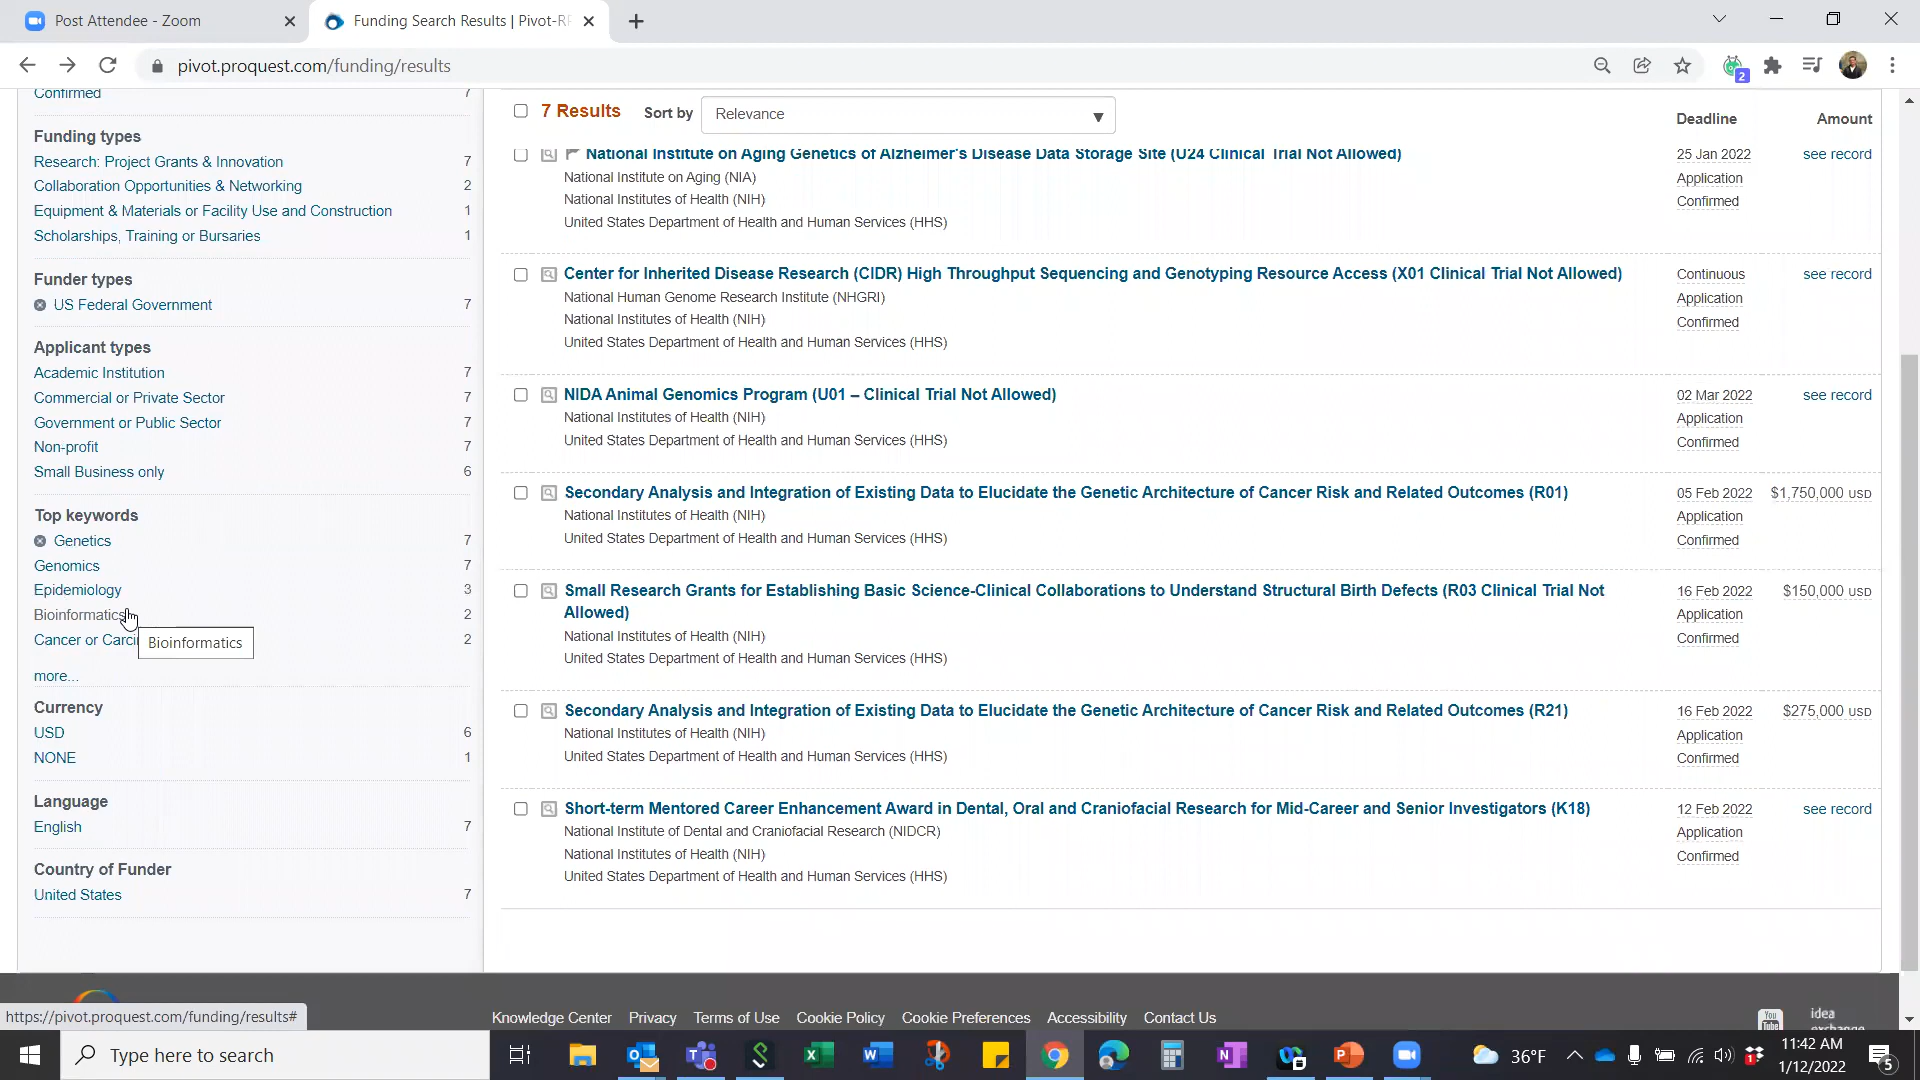 Post Attendee - Zoom
Funding Search Results | Pivot-RP
pivot.proquest.com/funding/results
2
Confirmed 7
Funding types
Research: Project Grants & Innovation 7
Collaboration Opportunities & Networking 2
Equipment & Materials or Facility Use and Construction 1
Scholarships, Training or Bursaries 1
Funder types
US Federal Government 7
Applicant types
Academic Institution 7
Commercial or Private Sector 7
Government or Public Sector 7
Non-profit 7
Small Business only 6
Top keywords
Genetics 7
Genomics 7
Epidemiology 3
Bioinformatics 2
Cancer or Carci 2
Bioinformatics
more...
Currency
USD 6
NONE 1
Language
English 7
Country of Funder
United States 7
7 Results Sort by Relevance Deadline Amount
National Institute on Aging Genetics of Alzheimer's Disease Data Storage Site (U24 Clinical Trial Not Allowed) 25 Jan 2022 see record
National Institute on Aging (NIA) Application
National Institutes of Health (NIH) Confirmed
United States Department of Health and Human Services (HHS)
Center for Inherited Disease Research (CIDR) High Throughput Sequencing and Genotyping Resource Access (X01 Clinical Trial Not Allowed) Continuous see record
National Human Genome Research Institute (NHGRI) Application
National Institutes of Health (NIH) Confirmed
United States Department of Health and Human Services (HHS)
NIDA Animal Genomics Program (U01 – Clinical Trial Not Allowed) 02 Mar 2022 see record
National Institutes of Health (NIH) Application
United States Department of Health and Human Services (HHS) Confirmed
Secondary Analysis and Integration of Existing Data to Elucidate the Genetic Architecture of Cancer Risk and Related Outcomes (R01) 05 Feb 2022 $1,750,000 USD
National Institutes of Health (NIH) Application
United States Department of Health and Human Services (HHS) Confirmed
Small Research Grants for Establishing Basic Science-Clinical Collaborations to Understand Structural Birth Defects (R03 Clinical Trial Not 16 Feb 2022 $150,000 USD
Allowed) Application
National Institutes of Health (NIH) Confirmed
United States Department of Health and Human Services (HHS)
Secondary Analysis and Integration of Existing Data to Elucidate the Genetic Architecture of Cancer Risk and Related Outcomes (R21) 16 Feb 2022 $275,000 USD
National Institutes of Health (NIH) Application
United States Department of Health and Human Services (HHS) Confirmed
Short-term Mentored Career Enhancement Award in Dental, Oral and Craniofacial Research for Mid-Career and Senior Investigators (K18) 12 Feb 2022 see record
National Institute of Dental and Craniofacial Research (NIDCR) Application
National Institutes of Health (NIH) Confirmed
United States Department of Health and Human Services (HHS)
https://pivot.proquest.com/funding/results#
Knowledge Center Privacy Terms of Use Cookie Policy Cookie Preferences Accessibility Contact Us
You Tube
idea
exchange
Type here to search
36°F
11:42 AM
1/12/2022
5